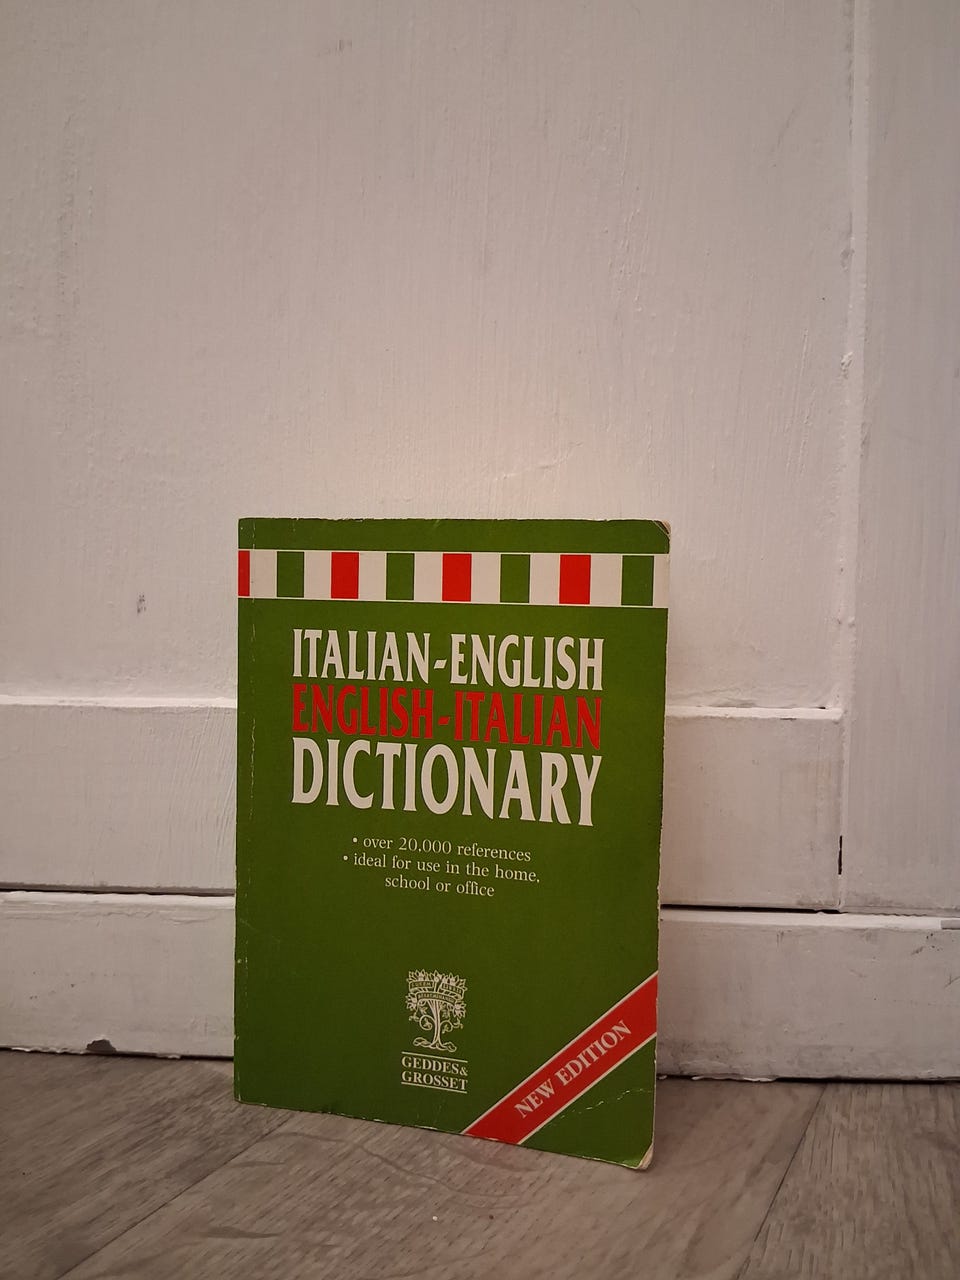 ITALIAN-ENGLISH
ENGLISH-ITALIAN
DICTIONARY
• over 20,000 references
• ideal for use in the home,
school or office
GEDDES&
GROSSET
NEW EDITION